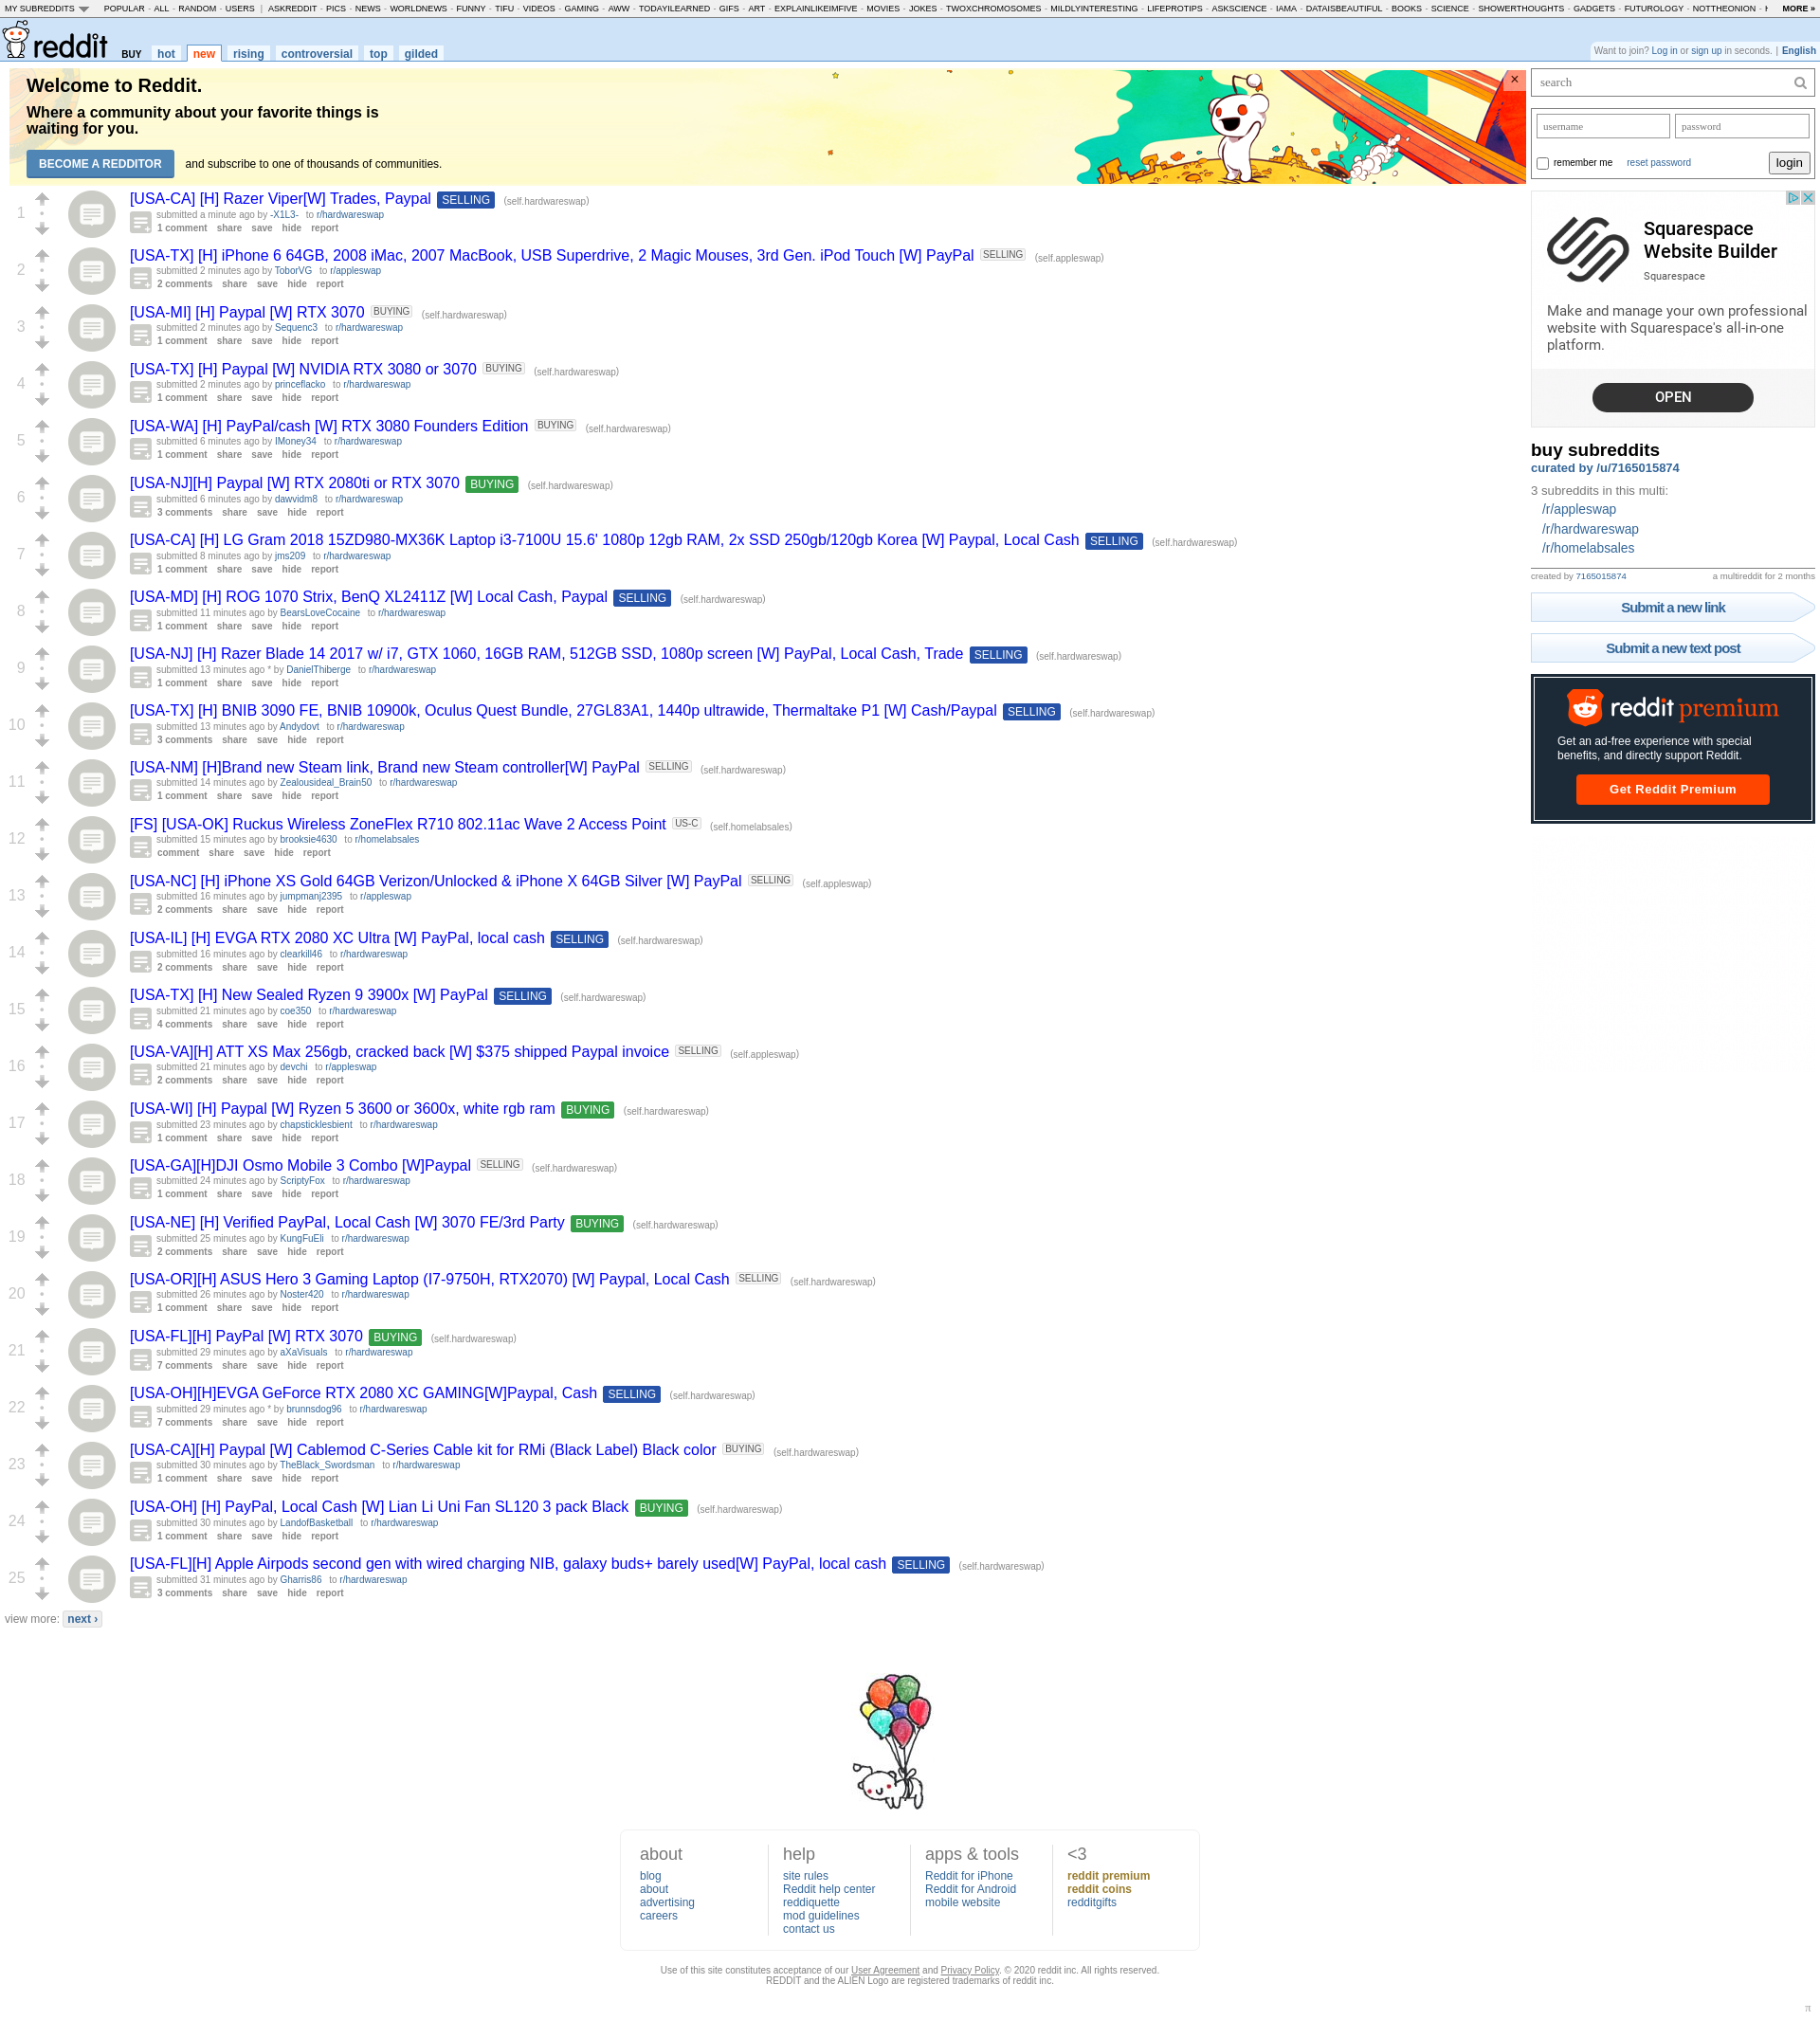 MY SUBREDDITS POPULAR - ALL - RANDOM - USERS | ASKREDDIT - PICS - NEWS - WORLDNEWS - FUNNY - TIFU - VIDEOS - GAMING - AWW - TODAYILEARNED - GIFS - ART - EXPLAINLIKEIMFIVE - MOVIES - JOKES - TWOXCHROMOSOMES - MILDLYINTERESTING - LIFEPROTIPS - ASKSCIENCE - IAMA - DATAISBEAUTIFUL - BOOKS - SCIENCE - SHOWERTHOUGHTS - GADGETS - FUTUROLOGY - NOTTHEONION - MORE »
reddit BUY hot new rising controversial top gilded
Want to join? Log in or sign up in seconds. | English
Welcome to Reddit.
Where a community about your favorite things is
waiting for you.
BECOME A REDDITOR and subscribe to one of thousands of communities.
×
1
[USA-CA] [H] Razer Viper[W] Trades, Paypal SELLING (self.hardwareswap)
submitted a minute ago by -X1L3- to r/hardwareswap
1 comment share save hide report
2
[USA-TX] [H] iPhone 6 64GB, 2008 iMac, 2007 MacBook, USB Superdrive, 2 Magic Mouses, 3rd Gen. iPod Touch [W] PayPal SELLING (self.appleswap)
submitted 2 minutes ago by ToborVG to r/appleswap
2 comments share save hide report
3
[USA-MI] [H] Paypal [W] RTX 3070 BUYING (self.hardwareswap)
submitted 2 minutes ago by Sequenc3 to r/hardwareswap
1 comment share save hide report
4
[USA-TX] [H] Paypal [W] NVIDIA RTX 3080 or 3070 BUYING (self.hardwareswap)
submitted 2 minutes ago by princeflacko to r/hardwareswap
1 comment share save hide report
5
[USA-WA] [H] PayPal/cash [W] RTX 3080 Founders Edition BUYING (self.hardwareswap)
submitted 6 minutes ago by IMoney34 to r/hardwareswap
1 comment share save hide report
6
[USA-NJ][H] Paypal [W] RTX 2080ti or RTX 3070 BUYING (self.hardwareswap)
submitted 6 minutes ago by dawvidm8 to r/hardwareswap
3 comments share save hide report
7
[USA-CA] [H] LG Gram 2018 15ZD980-MX36K Laptop i3-7100U 15.6' 1080p 12gb RAM, 2x SSD 250gb/120gb Korea [W] Paypal, Local Cash SELLING (self.hardwareswap)
submitted 8 minutes ago by jms209 to r/hardwareswap
1 comment share save hide report
8
[USA-MD] [H] ROG 1070 Strix, BenQ XL2411Z [W] Local Cash, Paypal SELLING (self.hardwareswap)
submitted 11 minutes ago by BearsLoveCocaine to r/hardwareswap
1 comment share save hide report
9
[USA-NJ] [H] Razer Blade 14 2017 w/ i7, GTX 1060, 16GB RAM, 512GB SSD, 1080p screen [W] PayPal, Local Cash, Trade SELLING (self.hardwareswap)
submitted 13 minutes ago * by DanielThiberge to r/hardwareswap
1 comment share save hide report
10
[USA-TX] [H] BNIB 3090 FE, BNIB 10900k, Oculus Quest Bundle, 27GL83A1, 1440p ultrawide, Thermaltake P1 [W] Cash/Paypal SELLING (self.hardwareswap)
submitted 13 minutes ago by Andydovt to r/hardwareswap
3 comments share save hide report
11
[USA-NM] [H]Brand new Steam link, Brand new Steam controller[W] PayPal SELLING (self.hardwareswap)
submitted 14 minutes ago by Zealousideal_Brain50 to r/hardwareswap
1 comment share save hide report
12
[FS] [USA-OK] Ruckus Wireless ZoneFlex R710 802.11ac Wave 2 Access Point US-C (self.homelabsales)
submitted 15 minutes ago by brooksie4630 to r/homelabsales
comment share save hide report
13
[USA-NC] [H] iPhone XS Gold 64GB Verizon/Unlocked & iPhone X 64GB Silver [W] PayPal SELLING (self.appleswap)
submitted 16 minutes ago by jumpmanj2395 to r/appleswap
2 comments share save hide report
14
[USA-IL] [H] EVGA RTX 2080 XC Ultra [W] PayPal, local cash SELLING (self.hardwareswap)
submitted 16 minutes ago by clearkill46 to r/hardwareswap
2 comments share save hide report
15
[USA-TX] [H] New Sealed Ryzen 9 3900x [W] PayPal SELLING (self.hardwareswap)
submitted 21 minutes ago by coe350 to r/hardwareswap
4 comments share save hide report
16
[USA-VA][H] ATT XS Max 256gb, cracked back [W] $375 shipped Paypal invoice SELLING (self.appleswap)
submitted 21 minutes ago by devchi to r/appleswap
2 comments share save hide report
17
[USA-WI] [H] Paypal [W] Ryzen 5 3600 or 3600x, white rgb ram BUYING (self.hardwareswap)
submitted 23 minutes ago by chapsticklesbient to r/hardwareswap
1 comment share save hide report
18
[USA-GA][H]DJI Osmo Mobile 3 Combo [W]Paypal SELLING (self.hardwareswap)
submitted 24 minutes ago by ScriptyFox to r/hardwareswap
1 comment share save hide report
19
[USA-NE] [H] Verified PayPal, Local Cash [W] 3070 FE/3rd Party BUYING (self.hardwareswap)
submitted 25 minutes ago by KungFuEli to r/hardwareswap
2 comments share save hide report
20
[USA-OR][H] ASUS Hero 3 Gaming Laptop (I7-9750H, RTX2070) [W] Paypal, Local Cash SELLING (self.hardwareswap)
submitted 26 minutes ago by Noster420 to r/hardwareswap
1 comment share save hide report
21
[USA-FL][H] PayPal [W] RTX 3070 BUYING (self.hardwareswap)
submitted 29 minutes ago by aXaVisuals to r/hardwareswap
7 comments share save hide report
22
[USA-OH][H]EVGA GeForce RTX 2080 XC GAMING[W]Paypal, Cash SELLING (self.hardwareswap)
submitted 29 minutes ago * by brunnsdog96 to r/hardwareswap
7 comments share save hide report
23
[USA-CA][H] Paypal [W] Cablemod C-Series Cable kit for RMi (Black Label) Black color BUYING (self.hardwareswap)
submitted 30 minutes ago by TheBlack_Swordsman to r/hardwareswap
1 comment share save hide report
24
[USA-OH] [H] PayPal, Local Cash [W] Lian Li Uni Fan SL120 3 pack Black BUYING (self.hardwareswap)
submitted 30 minutes ago by LandofBasketball to r/hardwareswap
1 comment share save hide report
25
[USA-FL][H] Apple Airpods second gen with wired charging NIB, galaxy buds+ barely used[W] PayPal, local cash SELLING (self.hardwareswap)
submitted 31 minutes ago by Gharris86 to r/hardwareswap
3 comments share save hide report
view more: next ›
search
username password
remember me reset password login
Squarespace
Website Builder
Squarespace
Make and manage your own professional
website with Squarespace's all-in-one
platform.
OPEN
buy subreddits
curated by /u/7165015874
3 subreddits in this multi:
/r/appleswap
/r/hardwareswap
/r/homelabsales
created by 7165015874 a multireddit for 2 months
Submit a new link
Submit a new text post
reddit premium
Get an ad-free experience with special
benefits, and directly support Reddit.
Get Reddit Premium
about
blog
about
advertising
careers
help
site rules
Reddit help center
reddiquette
mod guidelines
contact us
apps & tools
Reddit for iPhone
Reddit for Android
mobile website
<3
reddit premium
reddit coins
redditgifts
Use of this site constitutes acceptance of our User Agreement and Privacy Policy. © 2020 reddit inc. All rights reserved.
REDDIT and the ALIEN Logo are registered trademarks of reddit inc.
π